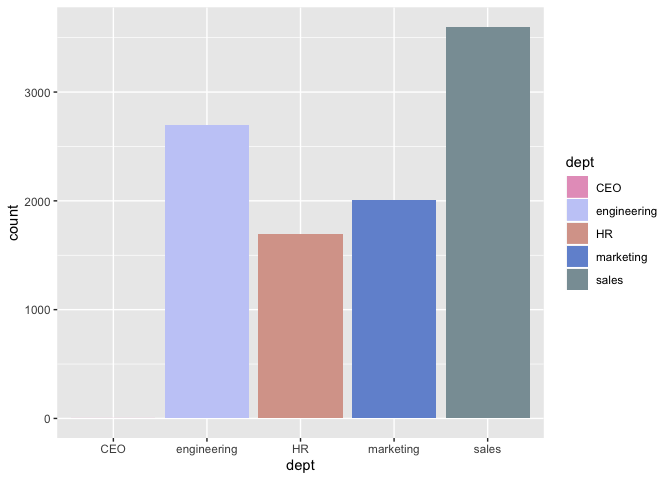 count
3000
2000
1000
0
CEO engineering HR marketing sales
dept
dept
CEO
engineering
HR
marketing
sales